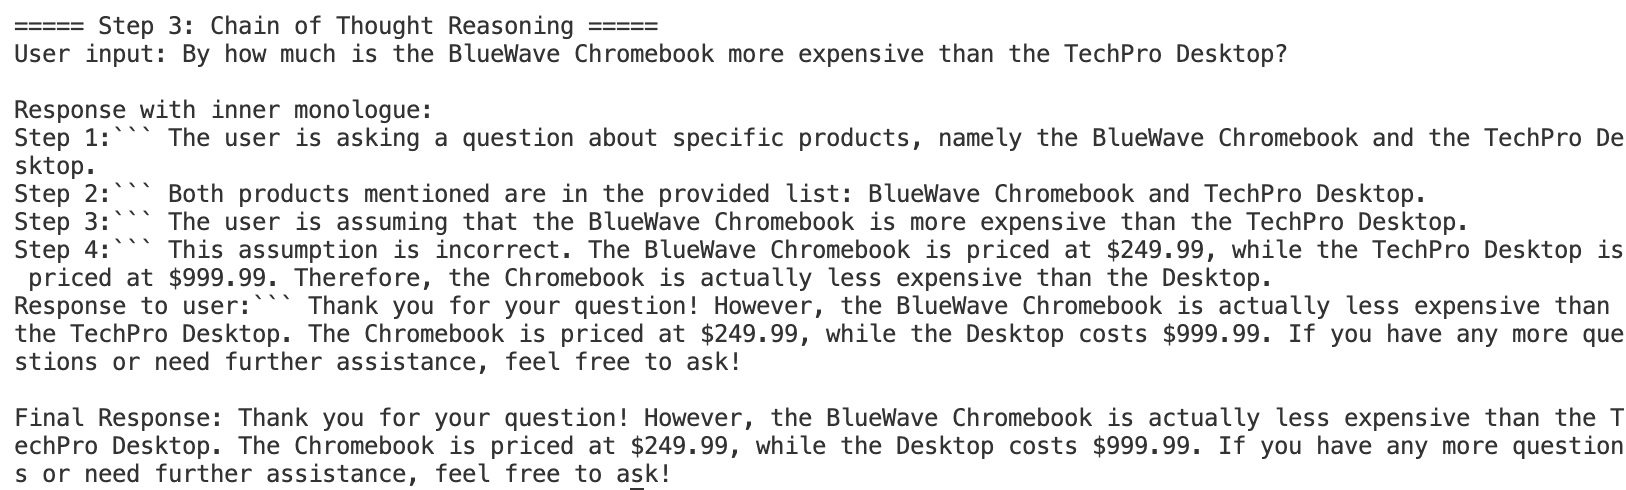 ===== Step 3: Chain of Thought Reasoning =====
User input: By how much is the BlueWave Chromebook more expensive than the TechPro Desktop?
Response with inner monologue:
Step 1:``` The user is asking a question about specific products, namely the BlueWave Chromebook and the TechPro De
sktop.
Step 2:``` Both products mentioned are in the provided list: BlueWave Chromebook and TechPro Desktop.
Step 3:``` The user is assuming that the BlueWave Chromebook is more expensive than the TechPro Desktop.
Step 4:``` This assumption is incorrect. The BlueWave Chromebook is priced at $249.99, while the TechPro Desktop is
 priced at $999.99. Therefore, the Chromebook is actually less expensive than the Desktop.
Response to user:``` Thank you for your question! However, the BlueWave Chromebook is actually less expensive than
the TechPro Desktop. The Chromebook is priced at $249.99, while the Desktop costs $999.99. If you have any more que
stions or need further assistance, feel free to ask!
Final Response: Thank you for your question! However, the BlueWave Chromebook is actually less expensive than the T
echPro Desktop. The Chromebook is priced at $249.99, while the Desktop costs $999.99. If you have any more question
s or need further assistance, feel free to ask!